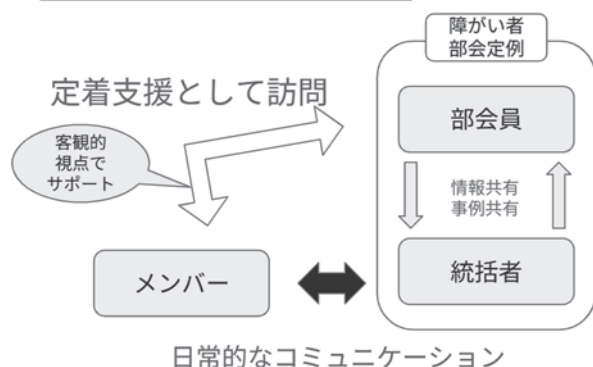 障がい者
部会定例
定着支援として訪問
部会員
客観的
視点で
サポート
情報共有
事例共有
メンバー
統括者
日常的なコミュニケーション